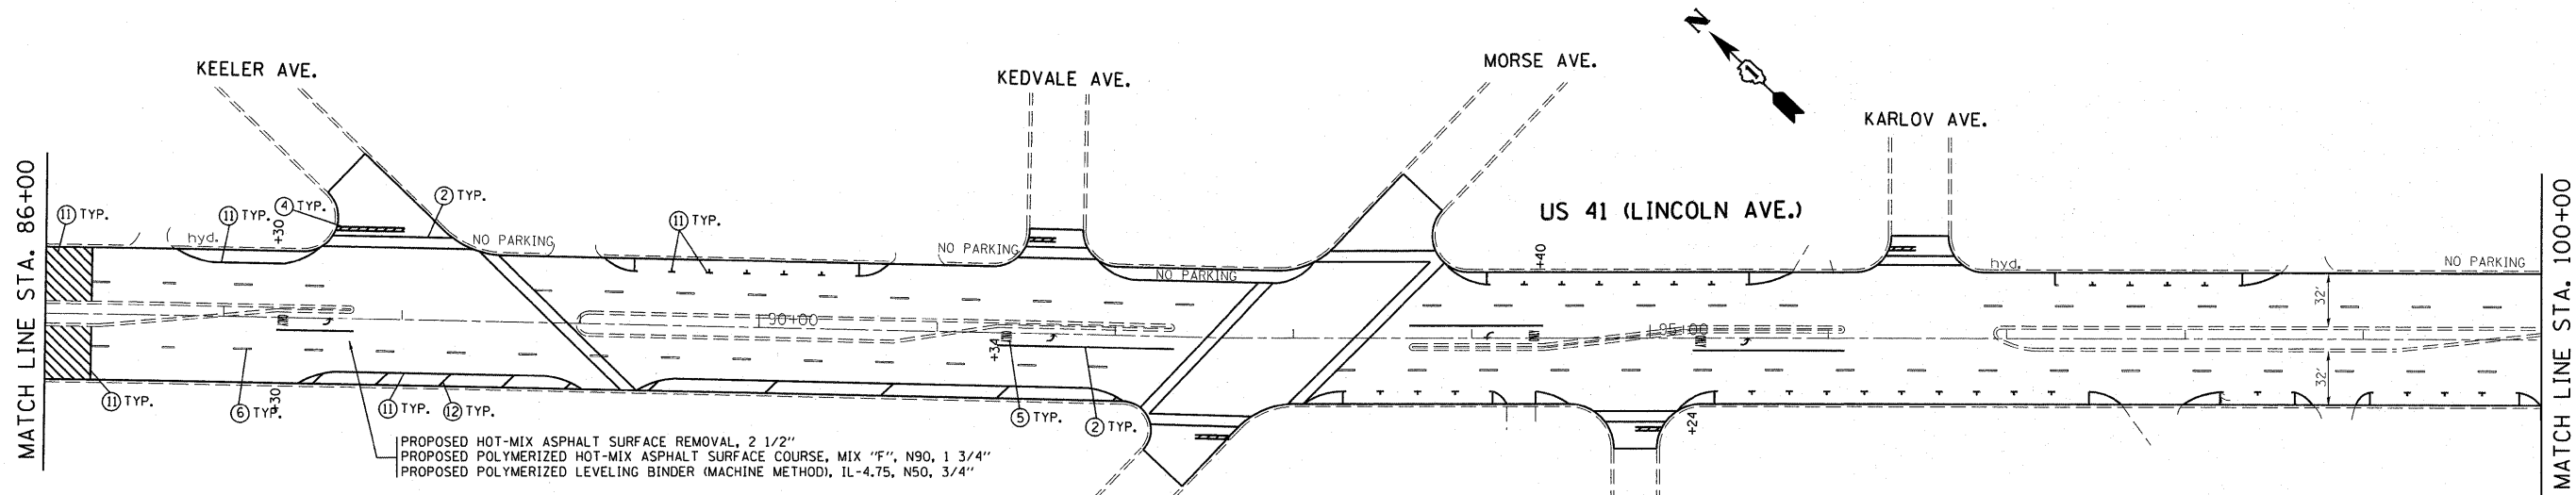 N
KEELER AVE.
KEDVALE AVE.
MORSE AVE.
KARLOV AVE.
MATCH LINE STA. 86+00
11 TYP.
11 TYP.
4 TYP.
2 TYP.
11 TYP.
US 41 (LINCOLN AVE.)
hyd.
+30
NO PARKING
NO PARKING
NO PARKING
+40
hyd.
NO PARKING
90+00
95+00
32'
32'
+34
11 TYP.
6 TYP.
+30
11 TYP.
12 TYP.
5 TYP.
2 TYP.
+24
PROPOSED HOT-MIX ASPHALT SURFACE REMOVAL, 2 1/2"
PROPOSED POLYMERIZED HOT-MIX ASPHALT SURFACE COURSE, MIX "F", N90, 1 3/4"
PROPOSED POLYMERIZED LEVELING BINDER (MACHINE METHOD), IL-4.75, N50, 3/4"
MATCH LINE STA. 100+00